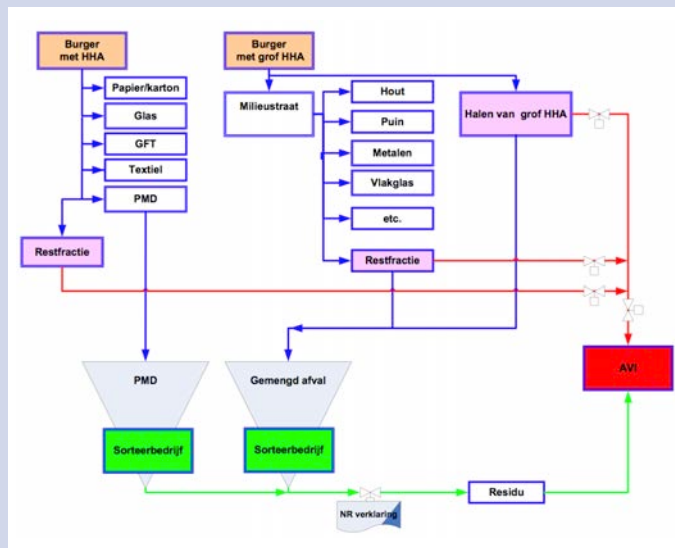 Burger
met HHA
Burger
met grof HHA
Papier/karton
Glas
GFT
Textiel
PMD
Restfractie
Milieustraat
Hout
Puin
Metalen
Vlakglas
etc.
Restfractie
Halen van grof HHA
PMD
Gemengd afval
AVI
Sorteerbedrijf
Sorteerbedrijf
Residu
NR verklaring